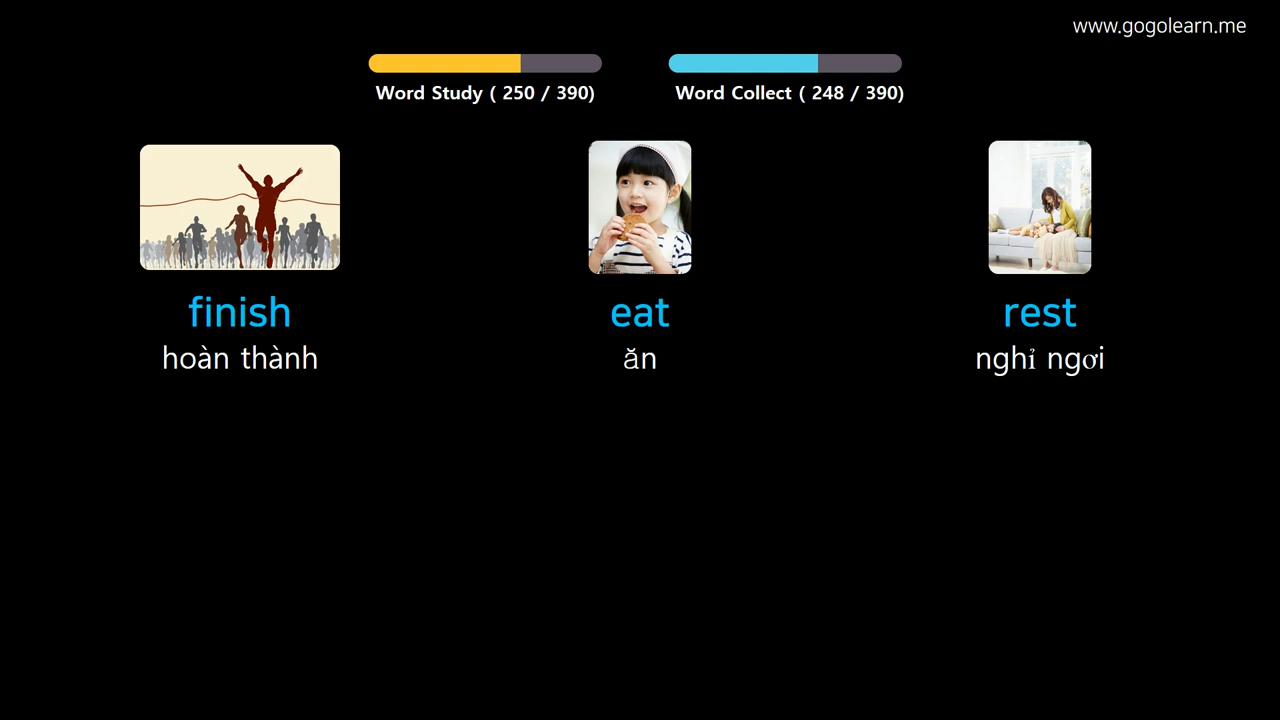 www.gogolearn.me
Word Study ( 250 / 390)
Word Collect ( 248 / 390)
finish
eat
rest
hoàn thành
ăn
nghỉ ngơi